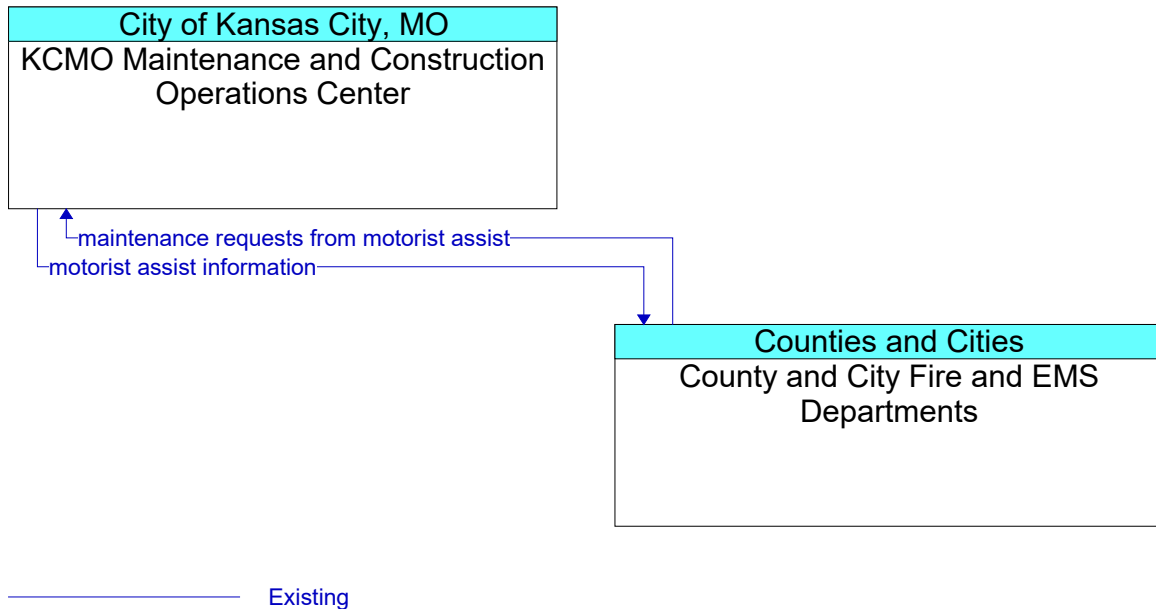 City of Kansas City, MO
KCMO Maintenance and Construction
Operations Center
maintenance requests from motorist assist
motorist assist information
Counties and Cities
County and City Fire and EMS
Departments
Existing